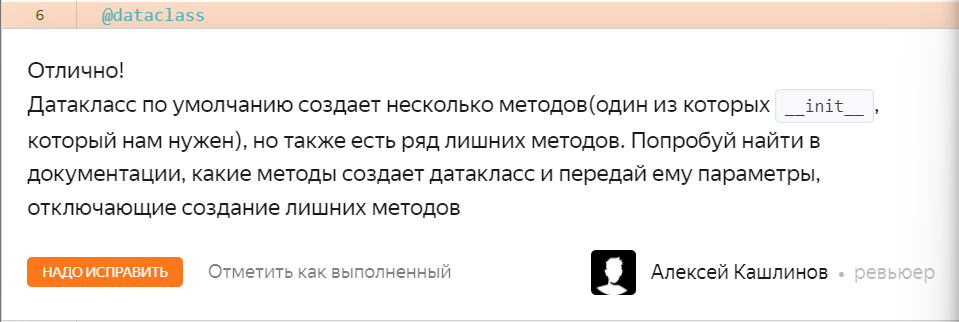 6 @dataclass
Отлично!
Датакласс по умолчанию создает несколько методов(один из которых __init__,
который нам нужен), но также есть ряд лишних методов. Попробуй найти в
документации, какие методы создает датакласс и передай ему параметры,
отключающие создание лишних методов
НАДО ИСПРАВИТЬ Отметить как выполненный Алексей Кашлинов • ревьюер